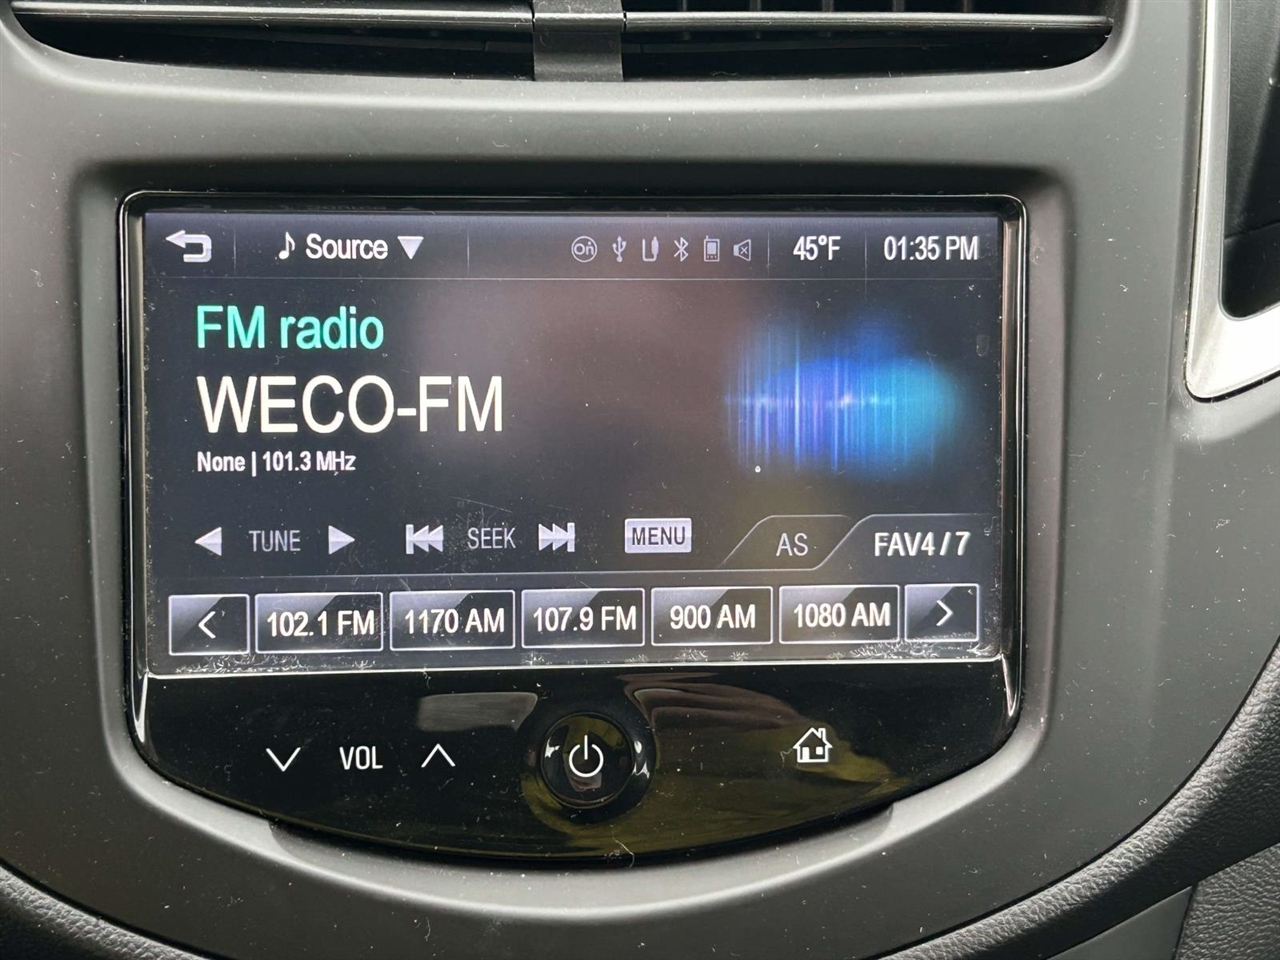 Source 45°F 01:35 PM
FM radio
WECO-FM
None | 101.3 MHz
TUNE SEEK MENU AS FAV4/7
102.1 FM 1170 AM 107.9 FM 900 AM 1080 AM
VOL